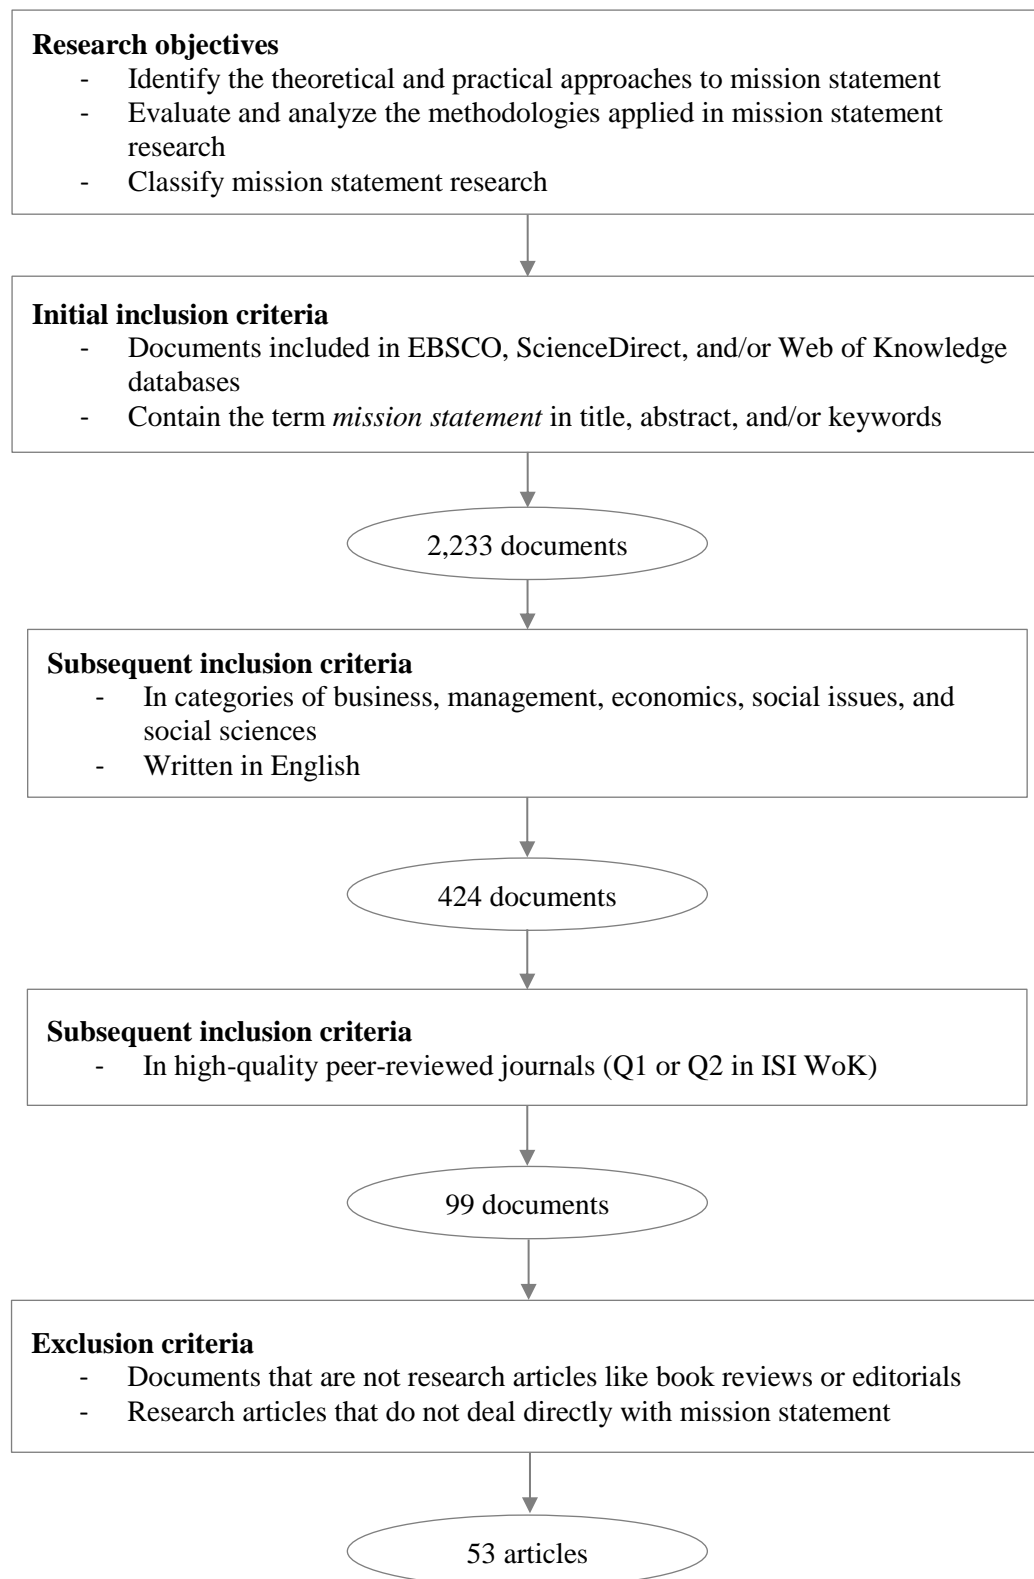 Research objectives
- Identify the theoretical and practical approaches to mission statement
- Evaluate and analyze the methodologies applied in mission statement
research
- Classify mission statement research
Initial inclusion criteria
- Documents included in EBSCO, ScienceDirect, and/or Web of Knowledge
databases
- Contain the term mission statement in title, abstract, and/or keywords
2,233 documents
Subsequent inclusion criteria
- In categories of business, management, economics, social issues, and
social sciences
- Written in English
424 documents
Subsequent inclusion criteria
- In high-quality peer-reviewed journals (Q1 or Q2 in ISI WoK)
99 documents
Exclusion criteria
- Documents that are not research articles like book reviews or editorials
- Research articles that do not deal directly with mission statement
53 articles